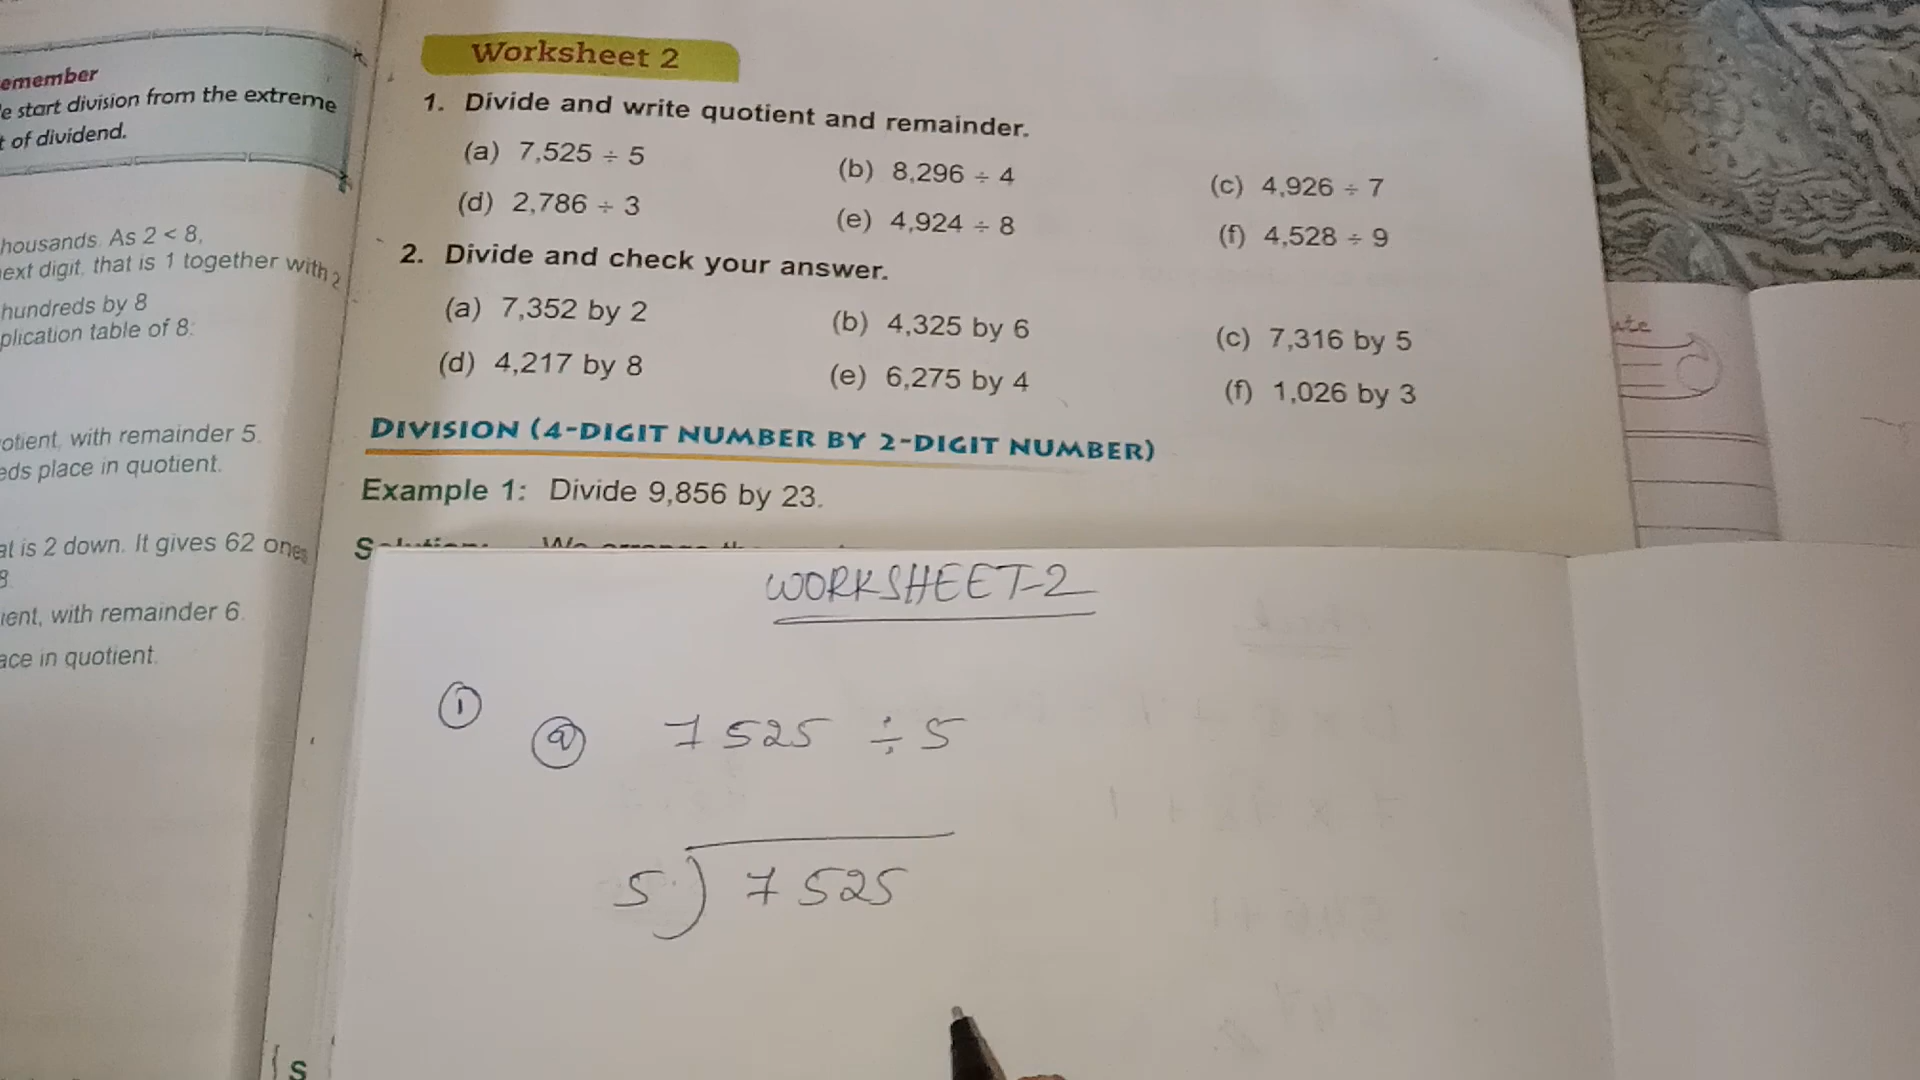 emember
e start division from the extreme
t of dividend.
housands. As 2 < 8,
ext digit, that is 1 together with 2
hundreds by 8
plication table of 8:
otient, with remainder 5.
eds place in quotient.
at is 2 down. It gives 62 ones
8.
ient, with remainder 6.
ace in quotient.
Worksheet 2
1. Divide and write quotient and remainder.
(a) 7,525 ÷ 5 (b) 8,296 ÷ 4 (c) 4,926 ÷ 7
(d) 2,786 ÷ 3 (e) 4,924 ÷ 8 (f) 4,528 ÷ 9
2. Divide and check your answer.
(a) 7,352 by 2 (b) 4,325 by 6 (c) 7,316 by 5
(d) 4,217 by 8 (e) 6,275 by 4 (f) 1,026 by 3
DIVISION (4-DIGIT NUMBER BY 2-DIGIT NUMBER)
Example 1: Divide 9,856 by 23.
WORKSHEET-2
1
a 7525 ÷ 5
5) 7525
S